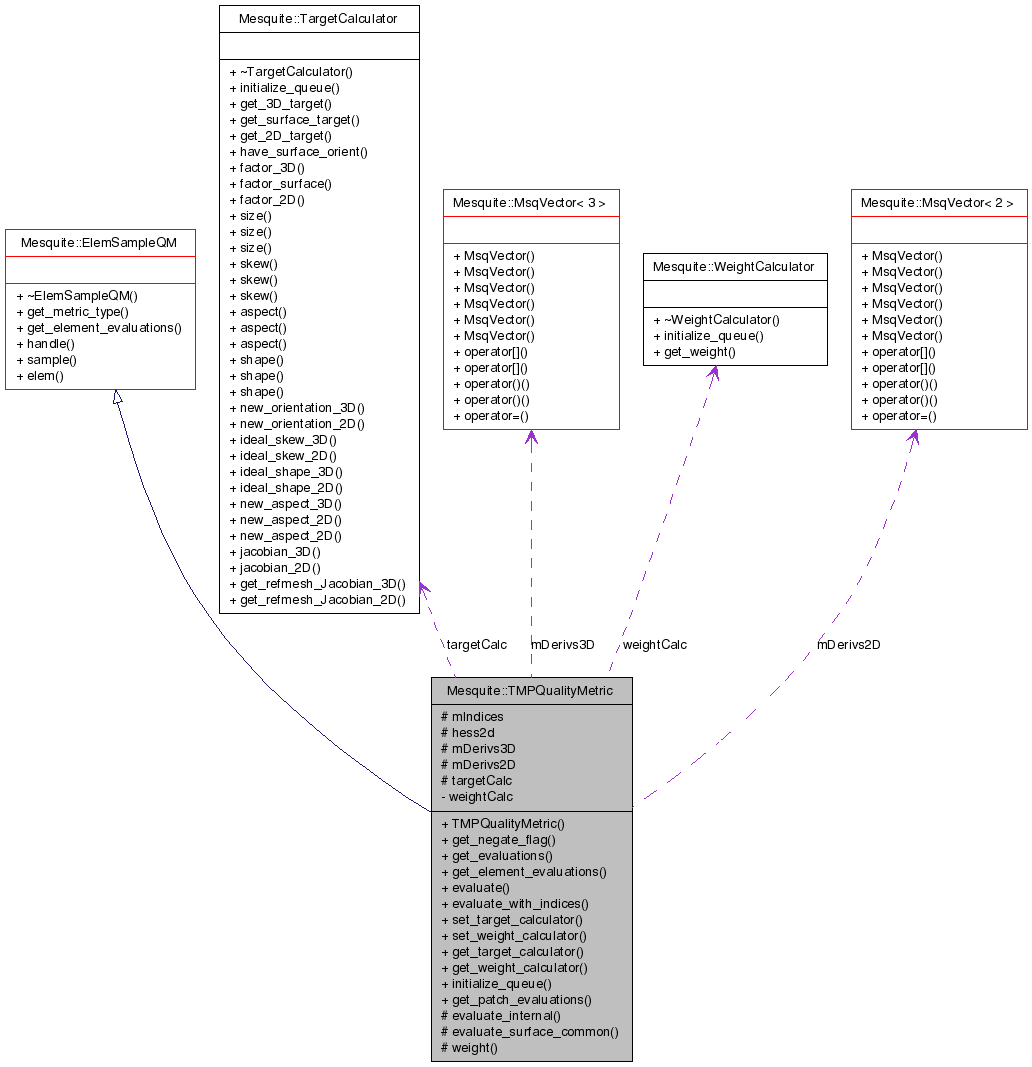 Mesquite::TargetCalculator
+ ~TargetCalculator()
+ initialize_queue()
+ get_3D_target()
+ get_surface_target()
+ get_2D_target()
+ have_surface_orient()
+ factor_3D()
+ factor_surface()
+ factor_2D()
+ size()
+ size()
+ size()
+ skew()
+ skew()
+ skew()
+ aspect()
+ aspect()
+ aspect()
+ shape()
+ shape()
+ shape()
+ new_orientation_3D()
+ new_orientation_2D()
+ ideal_skew_3D()
+ ideal_skew_2D()
+ ideal_shape_3D()
+ ideal_shape_2D()
+ new_aspect_3D()
+ new_aspect_2D()
+ new_aspect_2D()
+ jacobian_3D()
+ jacobian_2D()
+ get_refmesh_Jacobian_3D()
+ get_refmesh_Jacobian_2D()
Mesquite::ElemSampleQM
+ ~ElemSampleQM()
+ get_metric_type()
+ get_element_evaluations()
+ handle()
+ sample()
+ elem()
Mesquite::MsqVector< 3 >
+ MsqVector()
+ MsqVector()
+ MsqVector()
+ MsqVector()
+ MsqVector()
+ MsqVector()
+ operator[]()
+ operator[]()
+ operator()()
+ operator()()
+ operator=()
Mesquite::WeightCalculator
+ ~WeightCalculator()
+ initialize_queue()
+ get_weight()
Mesquite::MsqVector< 2 >
+ MsqVector()
+ MsqVector()
+ MsqVector()
+ MsqVector()
+ MsqVector()
+ MsqVector()
+ operator[]()
+ operator[]()
+ operator()()
+ operator()()
+ operator=()
targetCalc
mDerivs3D
weightCalc
mDerivs2D
Mesquite::TMPQualityMetric
# mIndices
# hess2d
# mDerivs3D
# mDerivs2D
# targetCalc
- weightCalc
+ TMPQualityMetric()
+ get_negate_flag()
+ get_evaluations()
+ get_element_evaluations()
+ evaluate()
+ evaluate_with_indices()
+ set_target_calculator()
+ set_weight_calculator()
+ get_target_calculator()
+ get_weight_calculator()
+ initialize_queue()
+ get_patch_evaluations()
# evaluate_internal()
# evaluate_surface_common()
# weight()